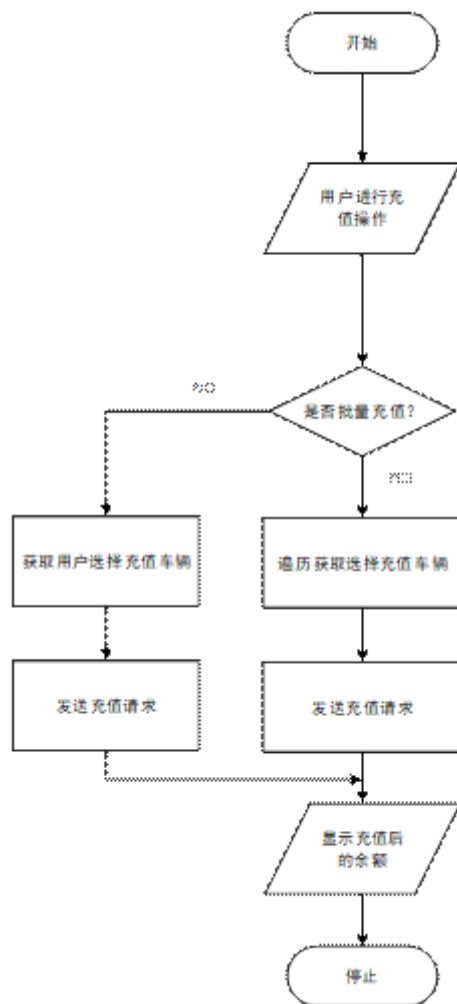 开始
用户进行充
值操作
是否批量充值?
获取用户选择充值车辆
遍历获取选择充值车辆
发送充值请求
发送充值请求
显示充值后
的余额
停止